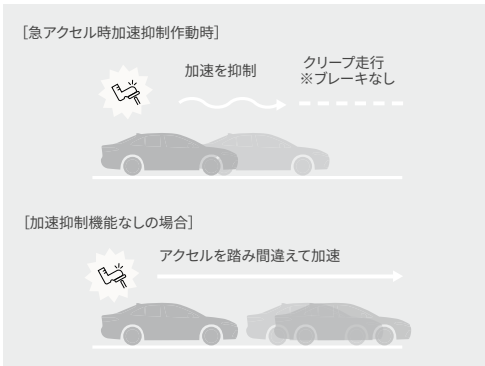 ［急アクセル時加速抑制作動時］
加速を抑制
クリープ走行
※ブレーキなし
［加速抑制機能なしの場合］
アクセルを踏み間違えて加速